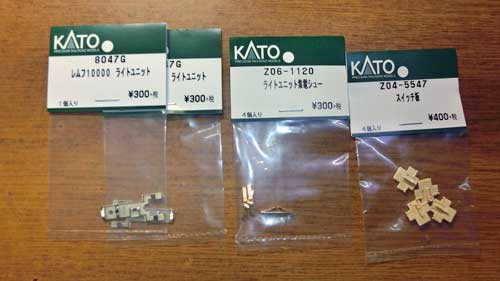 KATO
PRECISION RAILROAD MODELS
8047G
レムフ10000 ライトユニット
1個入り
¥300+税
7G
イトユニット
¥300+税
KATO
PRECISION RAILROAD MODELS
Z06-1120
ライトユニット集電シュー
4個入り
¥300+税
KATO
PRECISION RAILROAD MODELS
Z04-5547
スイッチ板
4個入り
¥400+税